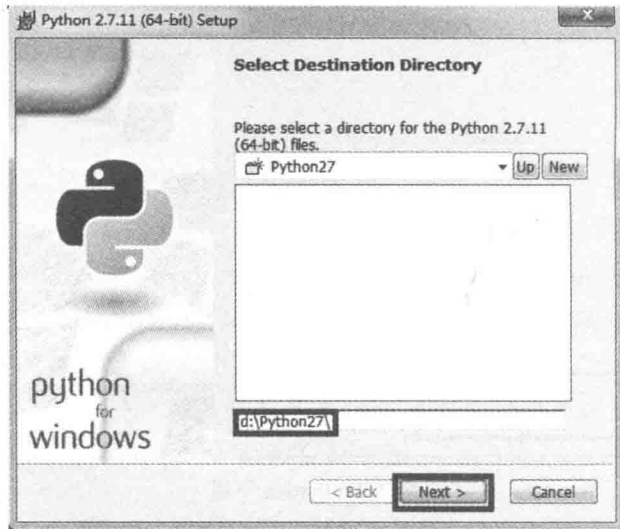 Python 2.7.11 (64-bit) Setup
Select Destination Directory
Please select a directory for the Python 2.7.11
(64-bit) files.
Python27
Up
New
d:\Python27\
python
for
windows
< Back
Next >
Cancel